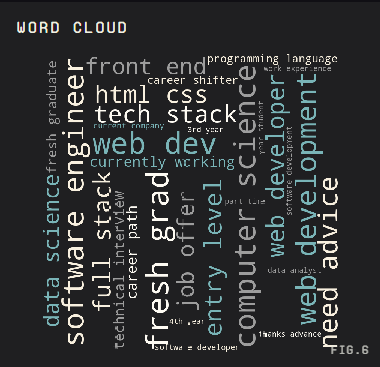 WORD CLOUD
programming language
front end
work experience
career shifter
html css
tech stack
current company
3rd year
web dev
currently working
fresh graduate
data science
software engineer
full stack
technical interview
career path
fresh grad
job offer
entry level
computer science
year student
web developer
software development
web development
need advice
part time
data analyst
4th year
software developer
thanks advance
FIG.6